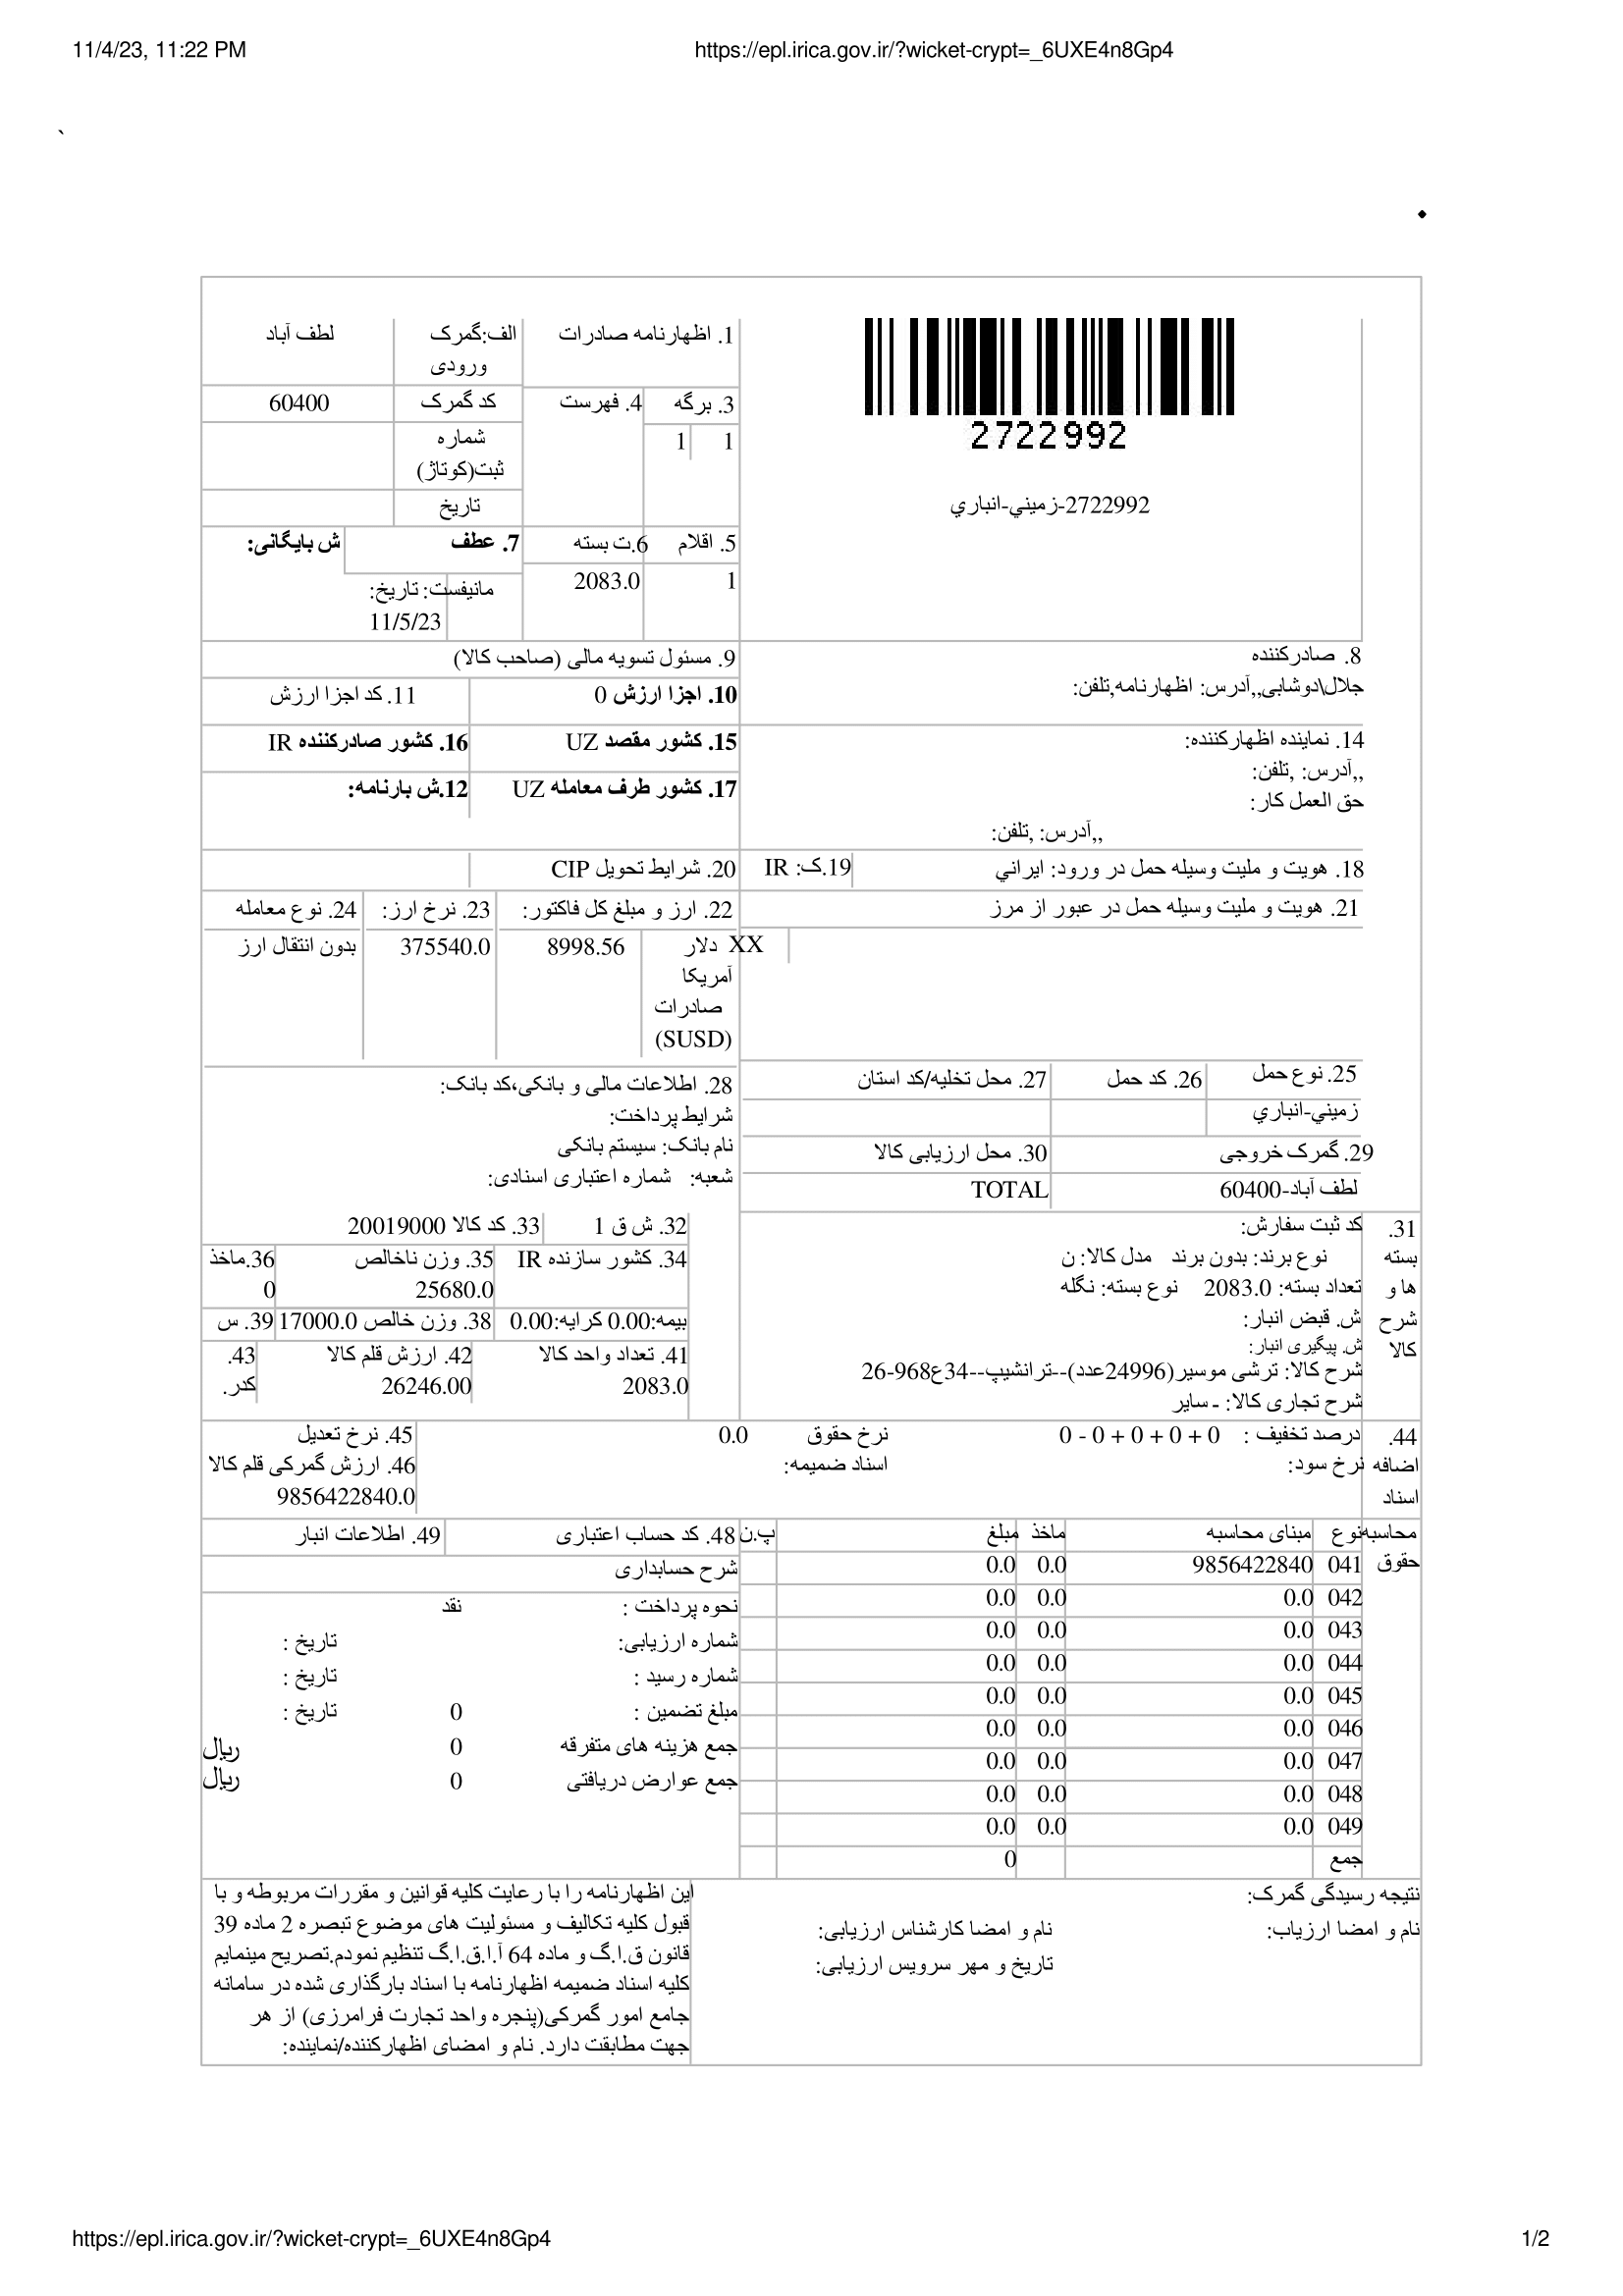 11/4/23, 11:22 PM
https://epl.irica.gov.ir/?wicket-crypt=_6UXE4n8Gp4
2722992
2722992-زميني-انباري
1. اظهارنامه صادرات
الف:گمرک ورودی
لطف آباد
3. برگه
4. فهرست
کد گمرک
60400
1 1
شماره ثبت(کوتاژ)
تاریخ
5. اقلام
6.ت بسته
7. عطف
ش بایگانی:
1
2083.0
مانیفست: تاریخ:
11/5/23
8. صادرکننده
جلال\دوشابی,,آدرس: اظهارنامه,تلفن:
9. مسئول تسویه مالی (صاحب کالا)
10. اجزا ارزش 0
11. کد اجزا ارزش
14. نماینده اظهارکننده:
,,آدرس: ,تلفن:
حق العمل کار:
,,آدرس: ,تلفن:
15. کشور مقصد UZ
16. کشور صادرکننده IR
17. کشور طرف معامله UZ
12.ش بارنامه:
18. هویت و ملیت وسیله حمل در ورود: ايراني
19.ک: IR
20. شرایط تحویل CIP
21. هویت و ملیت وسیله حمل در عبور از مرز
XX
22. ارز و مبلغ کل فاکتور:
23. نرخ ارز:
24. نوع معامله
دلار
آمریکا
صادرات
(SUSD)
8998.56
375540.0
بدون انتقال ارز
25. نوع حمل
26. کد حمل
27. محل تخلیه/کد استان
زميني-انباري
28. اطلاعات مالی و بانکی،کد بانک:
شرایط پرداخت:
نام بانک: سیستم بانکی
شعبه: شماره اعتباری اسنادی:
29. گمرک خروجی
30. محل ارزیابی کالا
لطف آباد-60400
TOTAL
31.
بسته
ها و
شرح
کالا
کد ثبت سفارش:
نوع برند: بدون برند مدل کالا: ن
تعداد بسته: 2083.0 نوع بسته: نگله
ش. قبض انبار:
ش. پیگیری انبار:
شرح کالا: ترشی موسیر(24996عدد)--ترانشیپ--34ع968-26
شرح تجاری کالا: ـ سایر
32. ش ق 1
33. کد کالا 20019000
34. کشور سازنده IR
35. وزن ناخالص
25680.0
36.ماخذ
0
بیمه:0.00 کرایه:0.00
38. وزن خالص 17000.0
39. س
41. تعداد واحد کالا
2083.0
42. ارزش قلم کالا
26246.00
43.
کدر.
44.
اضافه
اسناد
درصد تخفیف : 0 + 0 + 0 + 0 - 0
نرخ سود:
نرخ حقوق 0.0
اسناد ضمیمه:
45. نرخ تعدیل
46. ارزش گمرکی قلم کالا
9856422840.0
محاسبه
حقوق
نوع مبنای محاسبه ماخذ مبلغ پ.ن
041 9856422840 0.0 0.0
042 0.0 0.0 0.0
043 0.0 0.0 0.0
044 0.0 0.0 0.0
045 0.0 0.0 0.0
046 0.0 0.0 0.0
047 0.0 0.0 0.0
048 0.0 0.0 0.0
049 0.0 0.0 0.0
جمع 0
48. کد حساب اعتباری
49. اطلاعات انبار
شرح حسابداری
نحوه پرداخت : نقد
شماره ارزیابی: تاریخ :
شماره رسید : تاریخ :
مبلغ تضمین : 0 تاریخ :
جمع هزینه های متفرقه 0 ریال
جمع عوارض دریافتی 0 ریال
نتیجه رسیدگی گمرک:
نام و امضا ارزیاب:
نام و امضا کارشناس ارزیابی:
تاریخ و مهر سرویس ارزیابی:
این اظهارنامه را با رعایت کلیه قوانین و مقررات مربوطه و با
قبول کلیه تکالیف و مسئولیت های موضوع تبصره 2 ماده 39
قانون ق.ا.گ و ماده 64 آ.ا.ق.ا.گ تنظیم نمودم.تصریح مینمایم
کلیه اسناد ضمیمه اظهارنامه با اسناد بارگذاری شده در سامانه
جامع امور گمرکی(پنجره واحد تجارت فرامرزی) از هر
جهت مطابقت دارد. نام و امضای اظهارکننده/نماینده:
https://epl.irica.gov.ir/?wicket-crypt=_6UXE4n8Gp4
1/2